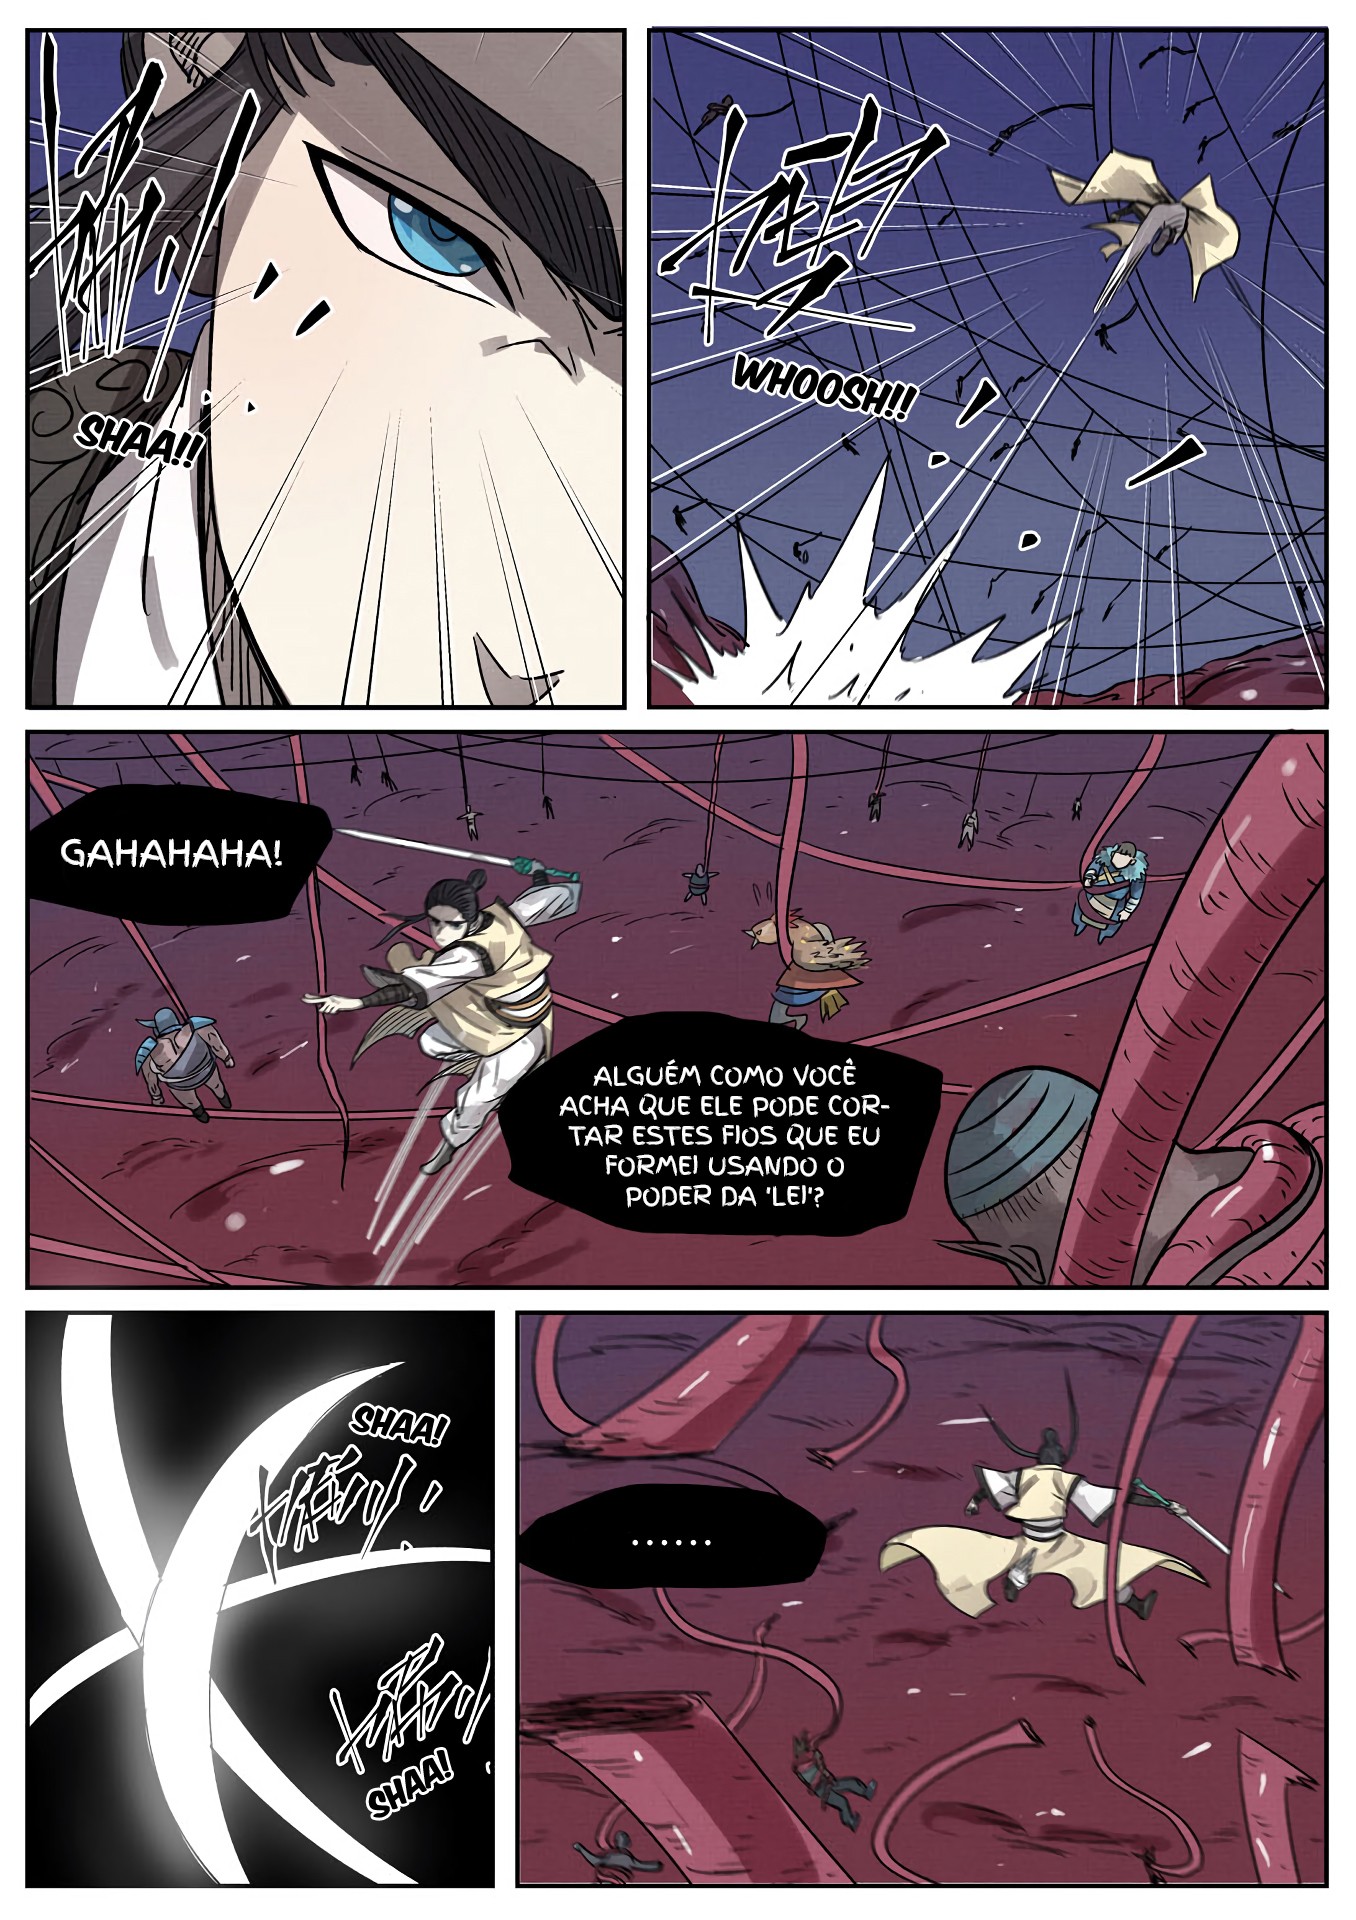 SHAA!!
WHOOSH!!
GAHAHAHA!
ALGUÉM COMO VOCÊ
ACHA QUE ELE PODE COR-
TAR ESTES FIOS QUE EU
FORMEI USANDO O
PODER DA 'LEI'?
SHAA!
SHAA!
......